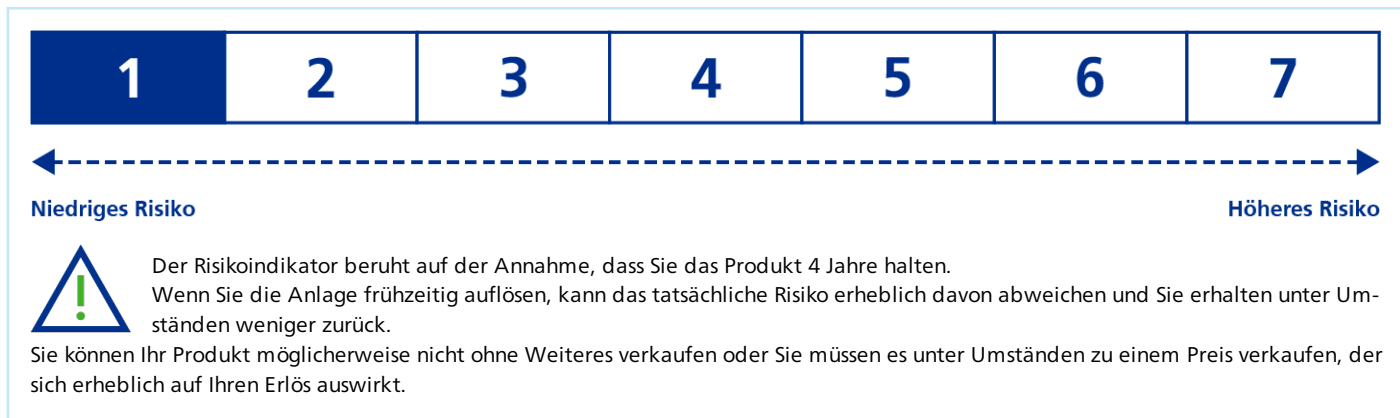 1 2 3 4 5 6 7
Niedriges Risiko Höheres Risiko
Der Risikoindikator beruht auf der Annahme, dass Sie das Produkt 4 Jahre halten.
Wenn Sie die Anlage frühzeitig auflösen, kann das tatsächliche Risiko erheblich davon abweichen und Sie erhalten unter Um-
ständen weniger zurück.
Sie können Ihr Produkt möglicherweise nicht ohne Weiteres verkaufen oder Sie müssen es unter Umständen zu einem Preis verkaufen, der
sich erheblich auf Ihren Erlös auswirkt.